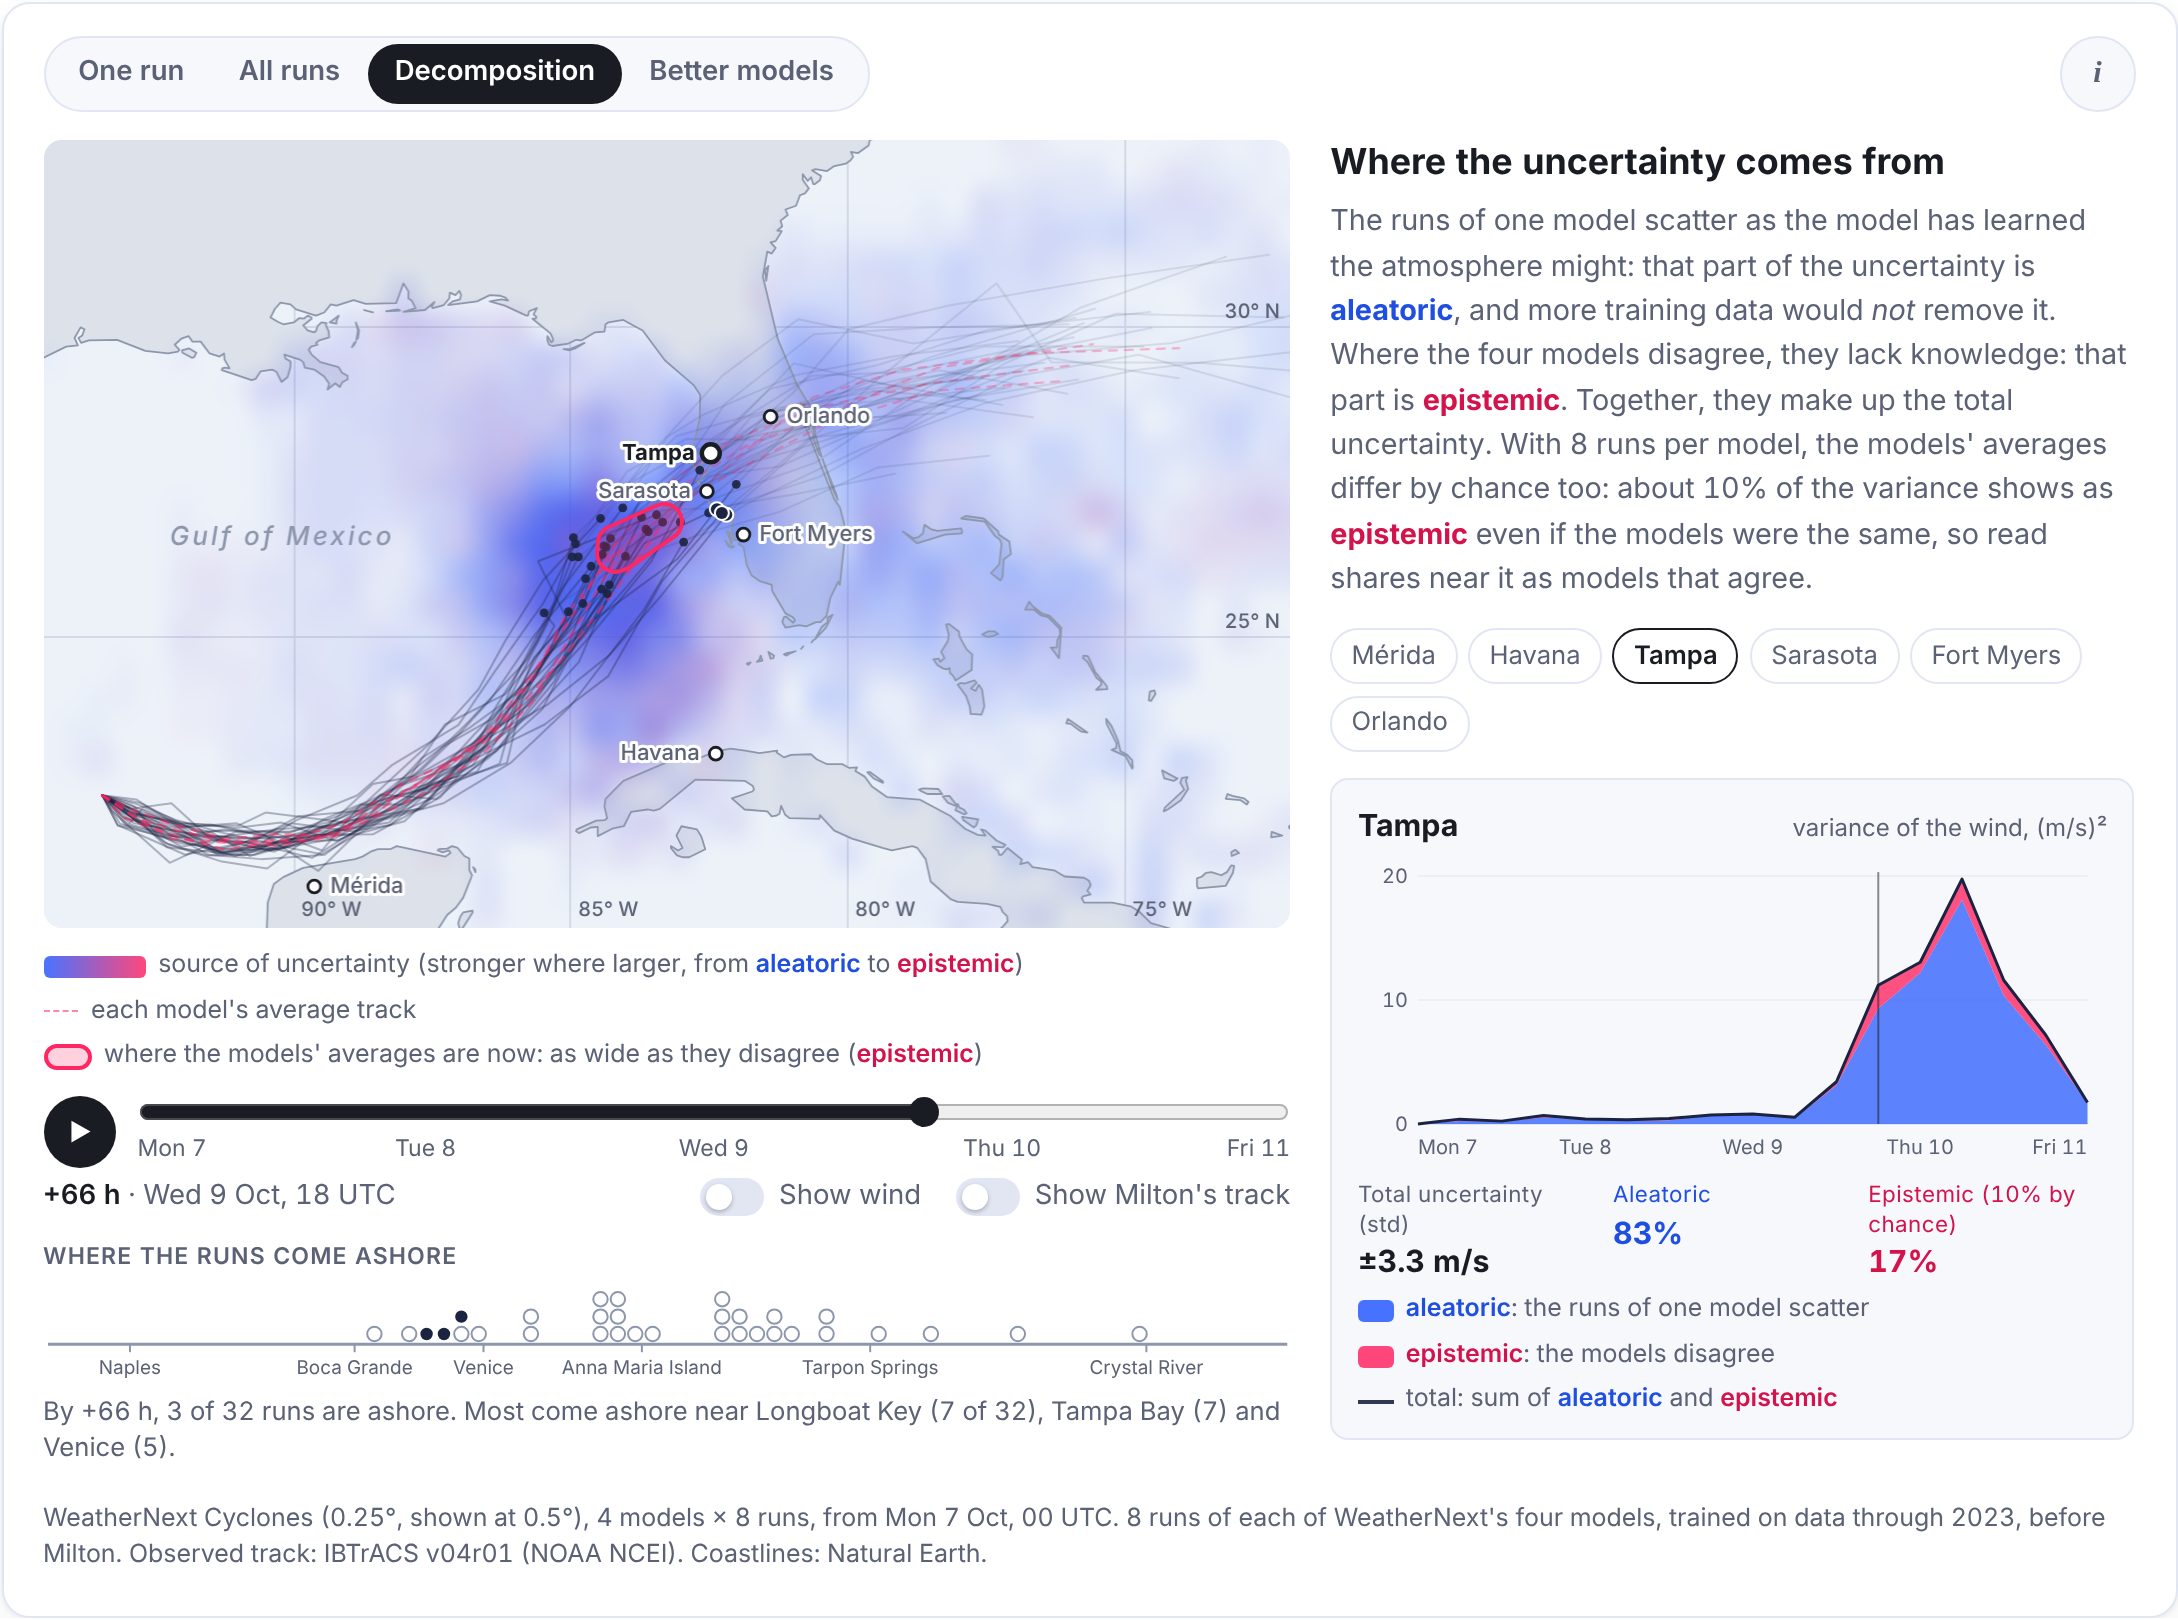 One run
All runs
Decomposition
Better models
i
30° N
25° N
Orlando
Tampa
Sarasota
Fort Myers
Gulf of Mexico
Havana
Mérida
90° W
85° W
80° W
75° W
source of uncertainty (stronger where larger, from aleatoric to epistemic)
each model's average track
where the models' averages are now: as wide as they disagree (epistemic)
Mon 7
Tue 8
Wed 9
Thu 10
Fri 11
+66 h · Wed 9 Oct, 18 UTC
Show wind
Show Milton's track
WHERE THE RUNS COME ASHORE
Naples
Boca Grande
Venice
Anna Maria Island
Tarpon Springs
Crystal River
By +66 h, 3 of 32 runs are ashore. Most come ashore near Longboat Key (7 of 32), Tampa Bay (7) and
Venice (5).
Where the uncertainty comes from
The runs of one model scatter as the model has learned
the atmosphere might: that part of the uncertainty is
aleatoric, and more training data would not remove it.
Where the four models disagree, they lack knowledge: that
part is epistemic. Together, they make up the total
uncertainty. With 8 runs per model, the models' averages
differ by chance too: about 10% of the variance shows as
epistemic even if the models were the same, so read
shares near it as models that agree.
Mérida
Havana
Tampa
Sarasota
Fort Myers
Orlando
Tampa
variance of the wind, (m/s)²
20
10
0
Mon 7
Tue 8
Wed 9
Thu 10
Fri 11
Total uncertainty
(std)
±3.3 m/s
Aleatoric
83%
Epistemic (10% by
chance)
17%
aleatoric: the runs of one model scatter
epistemic: the models disagree
total: sum of aleatoric and epistemic
WeatherNext Cyclones (0.25°, shown at 0.5°), 4 models × 8 runs, from Mon 7 Oct, 00 UTC. 8 runs of each of WeatherNext's four models, trained on data through 2023, before
Milton. Observed track: IBTrACS v04r01 (NOAA NCEI). Coastlines: Natural Earth.